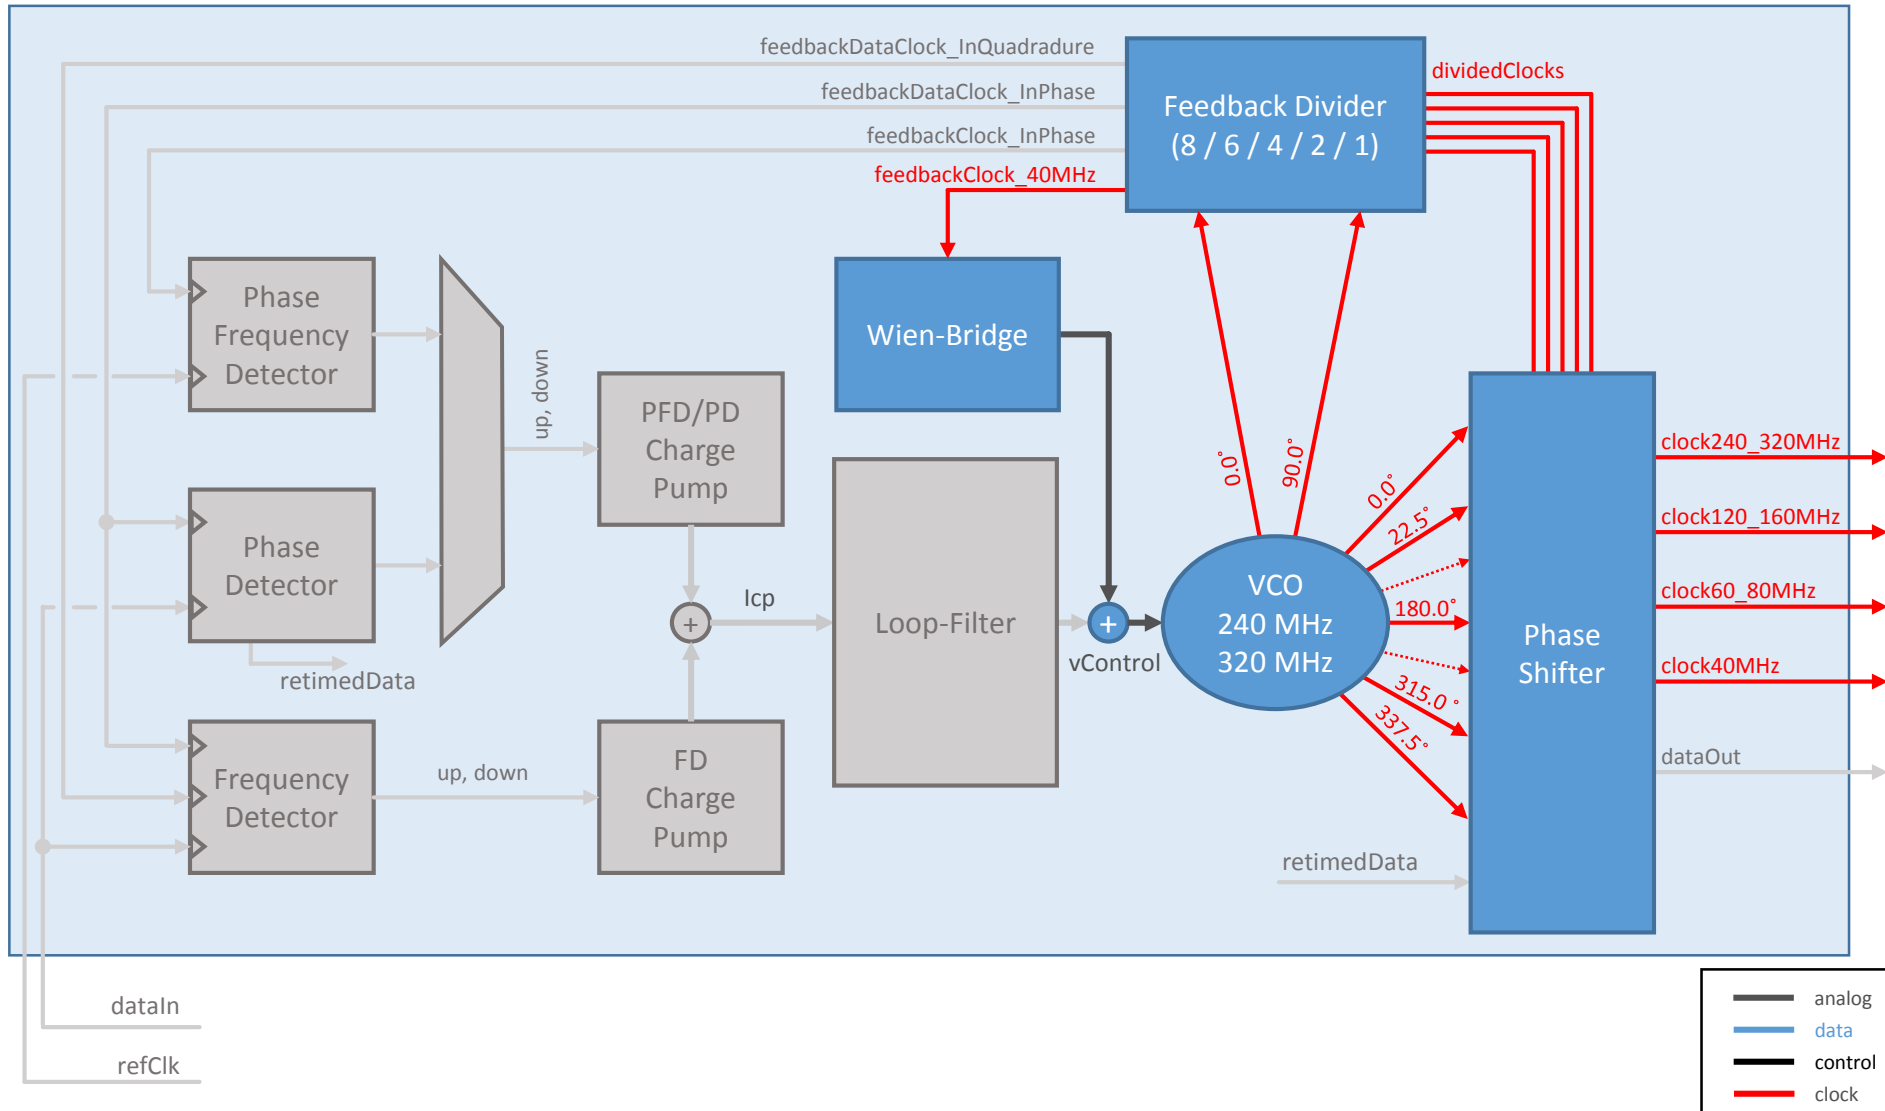 feedbackDataClock_InQuadradure
feedbackDataClock_InPhase
feedbackClock_InPhase
feedbackClock_40MHz
Feedback Divider
(8 / 6 / 4 / 2 / 1)
dividedClocks
Phase
Frequency
Detector
Wien-Bridge
up, down
PFD/PD
Charge
Pump
0.0˚
90.0˚
0.0˚
22.5˚
180.0˚
315.0 ˚
337.5˚
clock240_320MHz
clock120_160MHz
clock60_80MHz
clock40MHz
dataOut
Phase
Detector
retimedData
+
Icp
Loop-Filter
+
vControl
VCO
240 MHz
320 MHz
Phase
Shifter
Frequency
Detector
up, down
FD
Charge
Pump
retimedData
dataIn
refClk
analog
data
control
clock